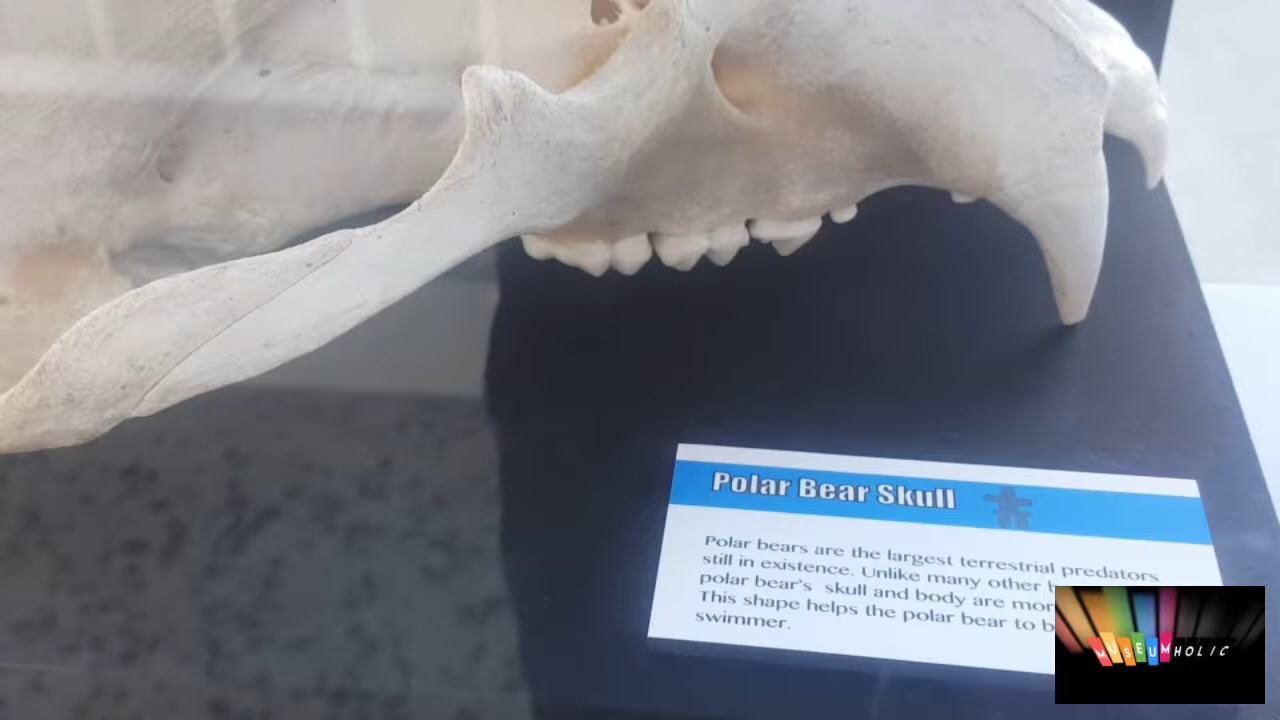 Polar Bear Skull
Polar bears are the largest terrestrial predators
still in existence. Unlike many other
polar bear's skull and body are
This shape helps the polar bear to
swimmer.
MUSEUMHOLIC